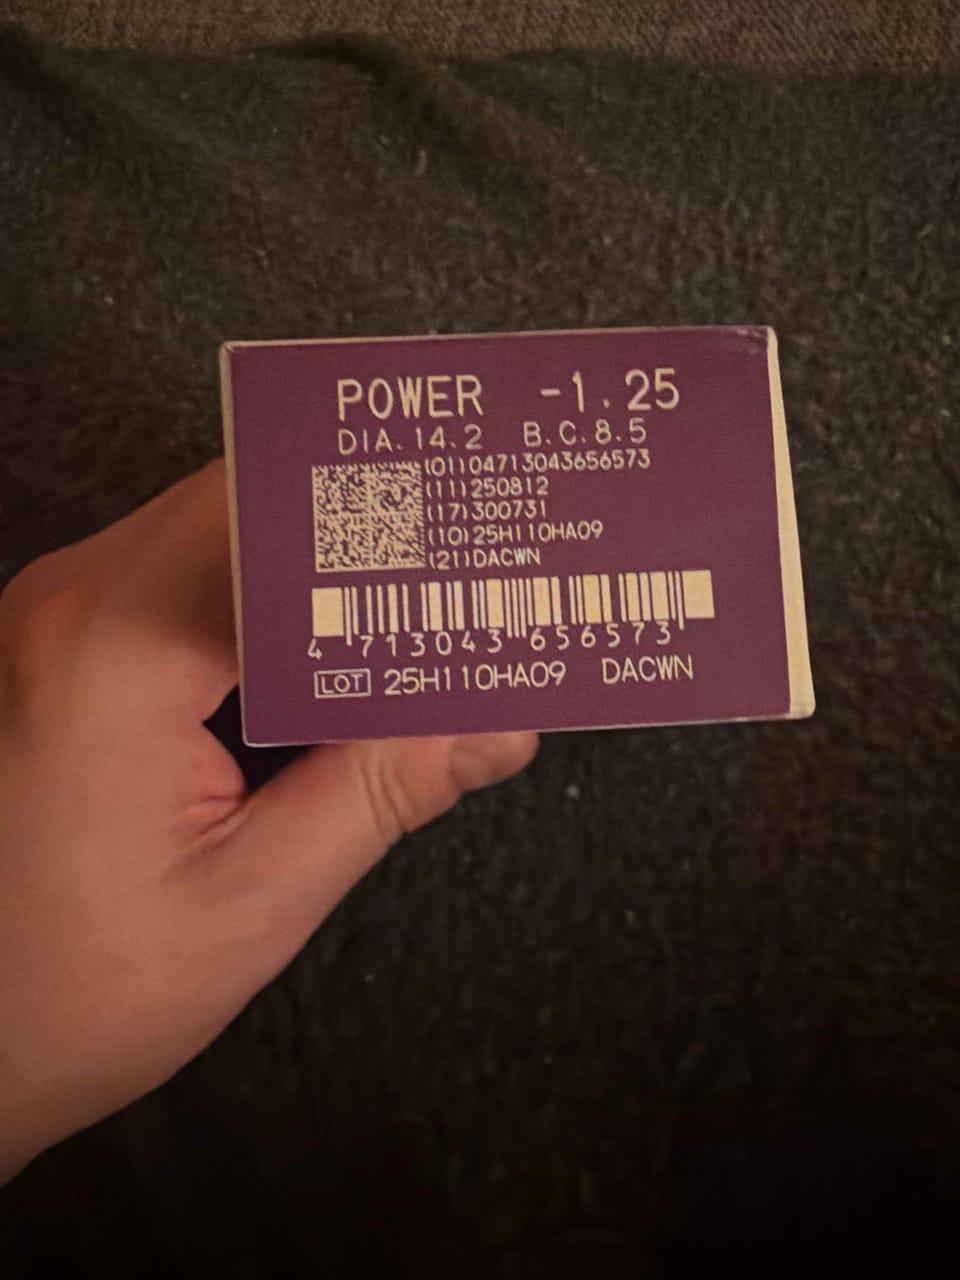 POWER -1.25
DIA.14.2 B.C.8.5
(01)04713043656573
(11)250812
(17)300731
(10)25H110HA09
(21)DACWN
4 713043 656573
LOT 25H110HA09 DACWN